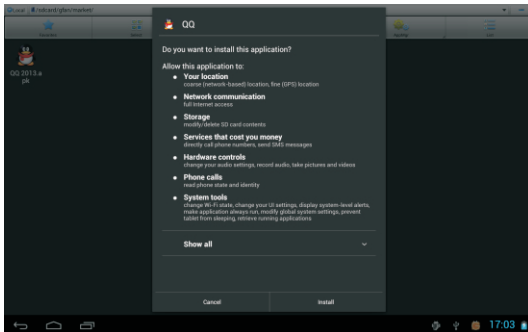 Local
/sdcard/gfan/market/
QQ 2013.a
pk
QQ
Do you want to install this application?
Allow this application to:
Your location
coarse (network-based) location, fine (GPS) location
Network communication
full Internet access
Storage
modify/delete SD card contents
Services that cost you money
directly call phone numbers, send SMS messages
Hardware controls
change your audio settings, record audio, take pictures and videos
Phone calls
read phone state and identity
System tools
change Wi-Fi state, change your UI settings, display system-level alerts,
make application always run, modify global system settings, prevent
tablet from sleeping, retrieve running applications
Show all
Cancel
Install
17:03